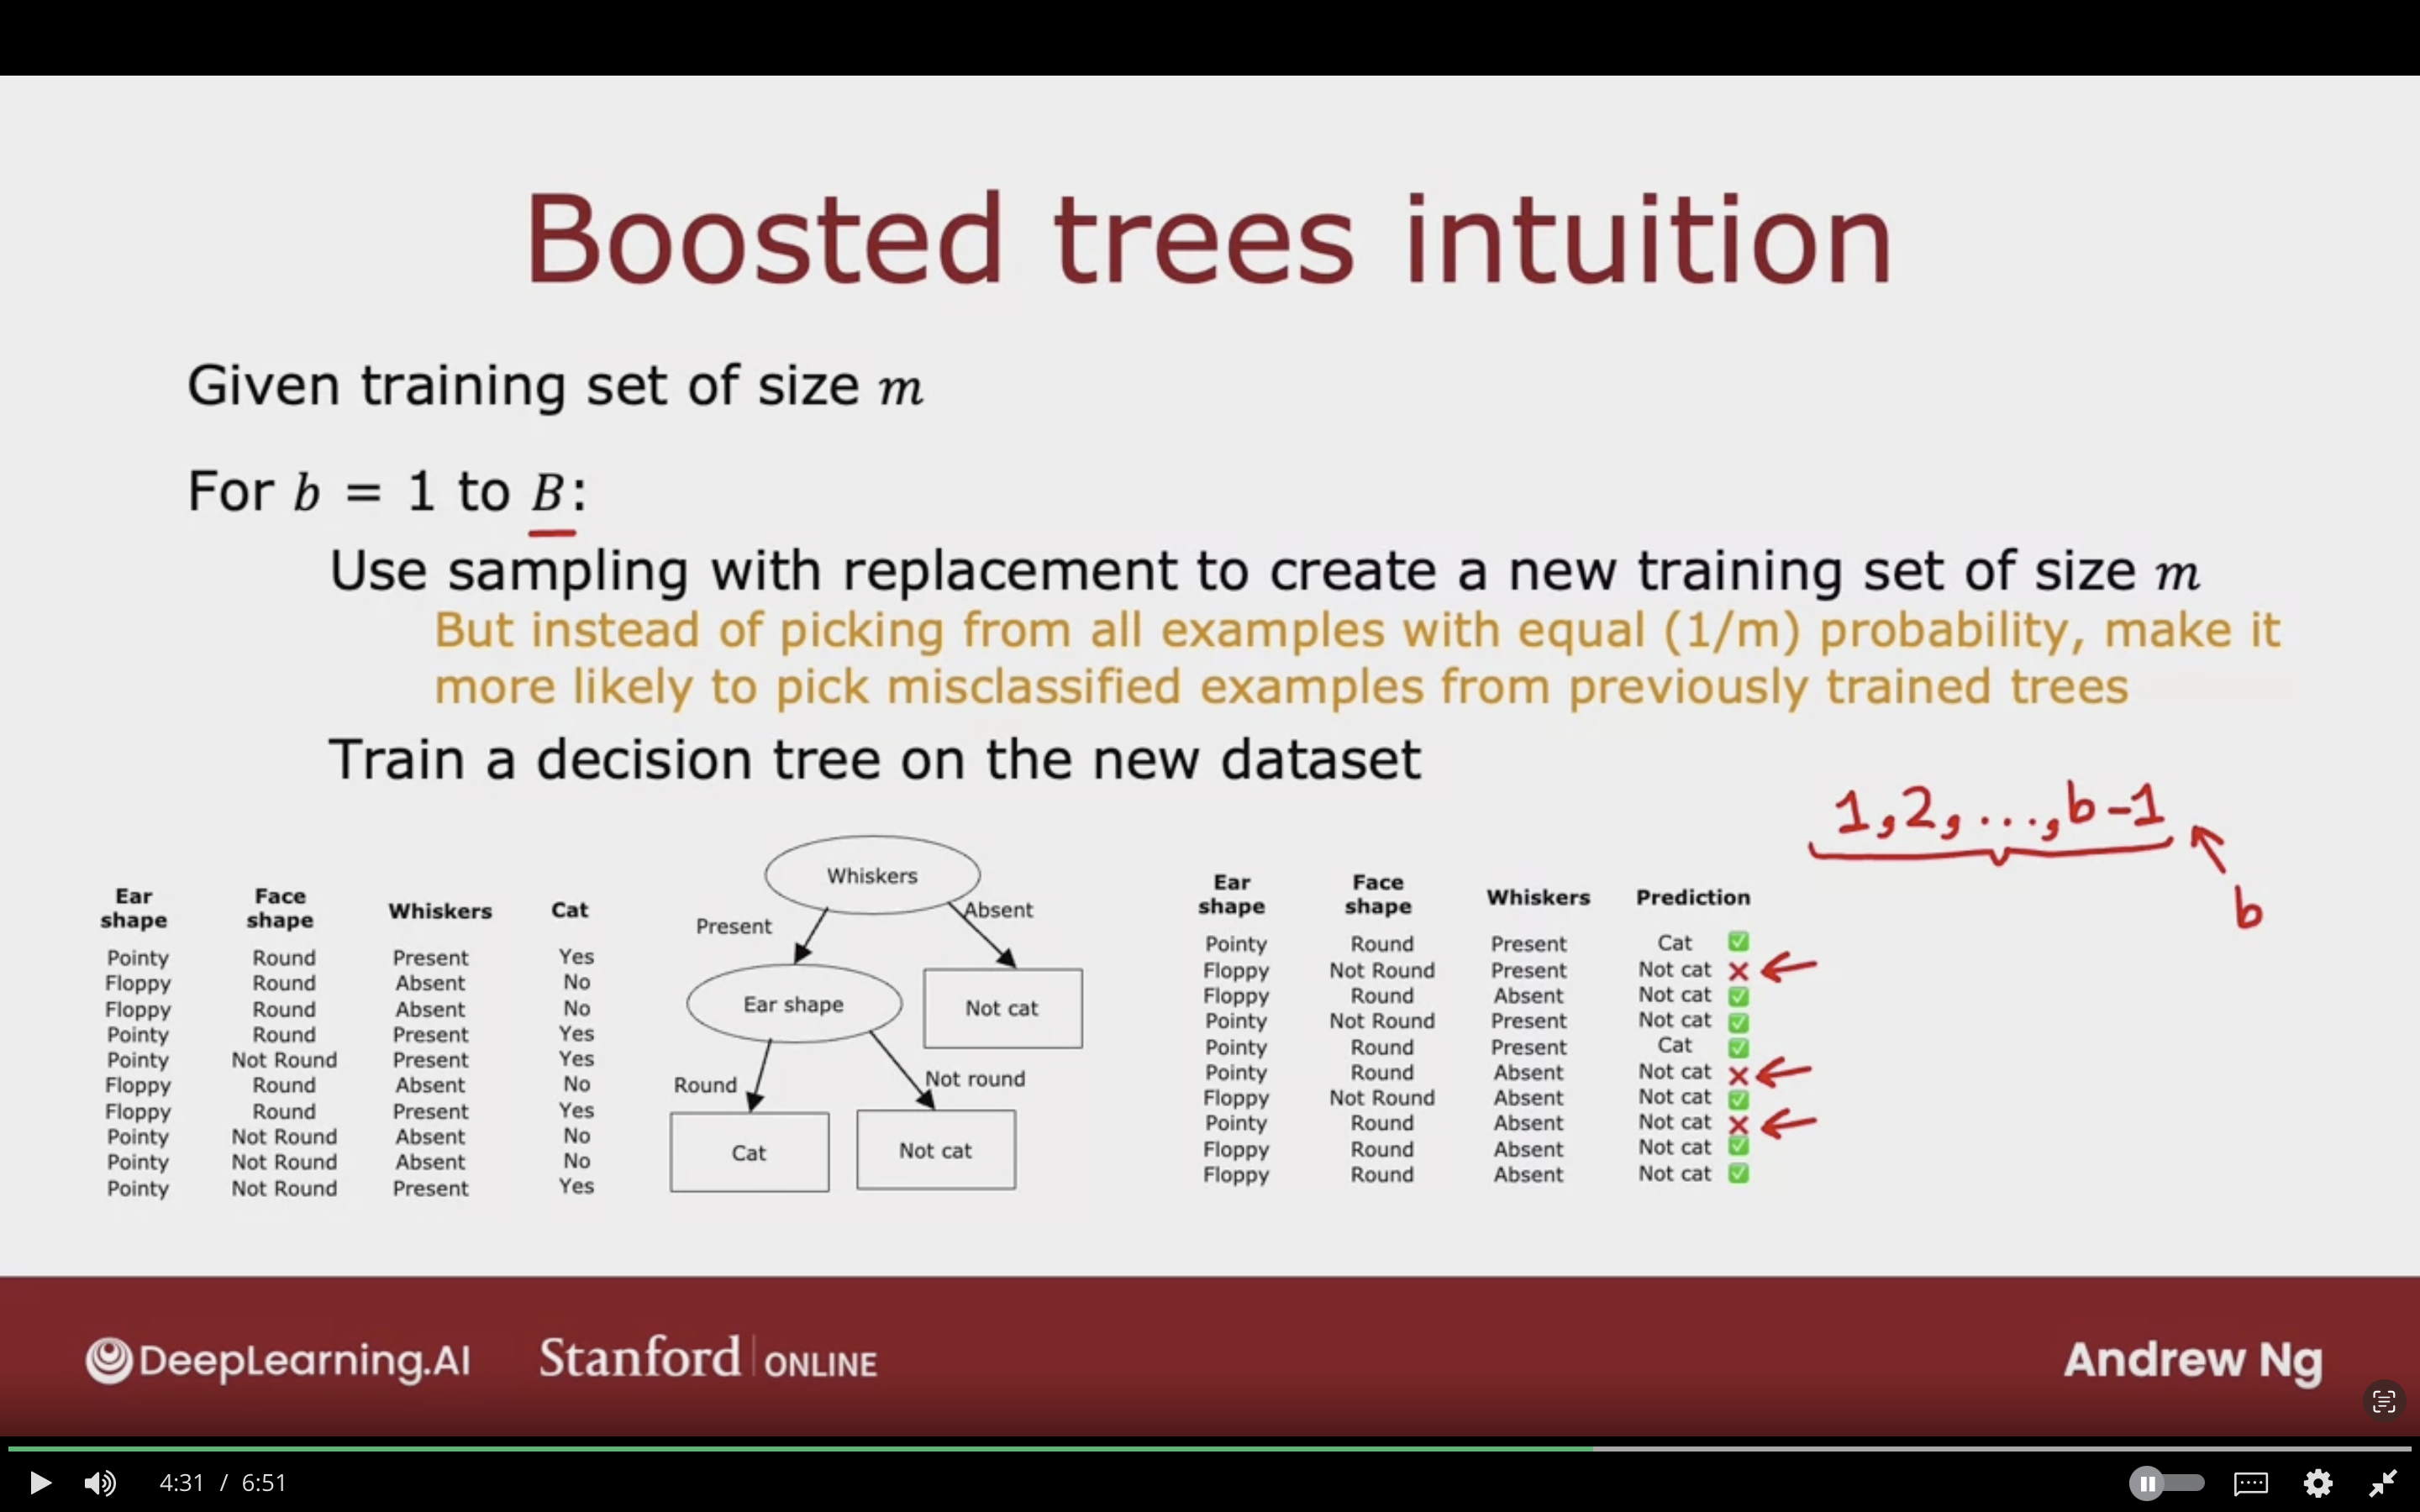 Boosted trees intuition
Given training set of size m
For b = 1 to B:
Use sampling with replacement to create a new training set of size m
But instead of picking from all examples with equal (1/m) probability, make it
more likely to pick misclassified examples from previously trained trees
Train a decision tree on the new dataset
1,2,...,b-1
b
Ear shape Face shape Whiskers Cat
Pointy Round Present Yes
Floppy Round Absent No
Floppy Round Absent No
Pointy Round Present Yes
Pointy Not Round Present Yes
Floppy Round Absent No
Floppy Round Present Yes
Pointy Not Round Absent No
Pointy Not Round Absent No
Pointy Not Round Present Yes
Whiskers
Present Absent
Ear shape Not cat
Round Not round
Cat Not cat
Ear shape Face shape Whiskers Prediction
Pointy Round Present Cat ✅
Floppy Not Round Present Not cat ✗
Floppy Round Absent Not cat ✅
Pointy Not Round Present Not cat ✅
Pointy Round Present Cat ✅
Pointy Round Absent Not cat ✗
Floppy Not Round Absent Not cat ✅
Pointy Round Absent Not cat ✗
Floppy Round Absent Not cat ✅
Floppy Round Absent Not cat ✅
DeepLearning.AI Stanford | ONLINE Andrew Ng
4:31 / 6:51